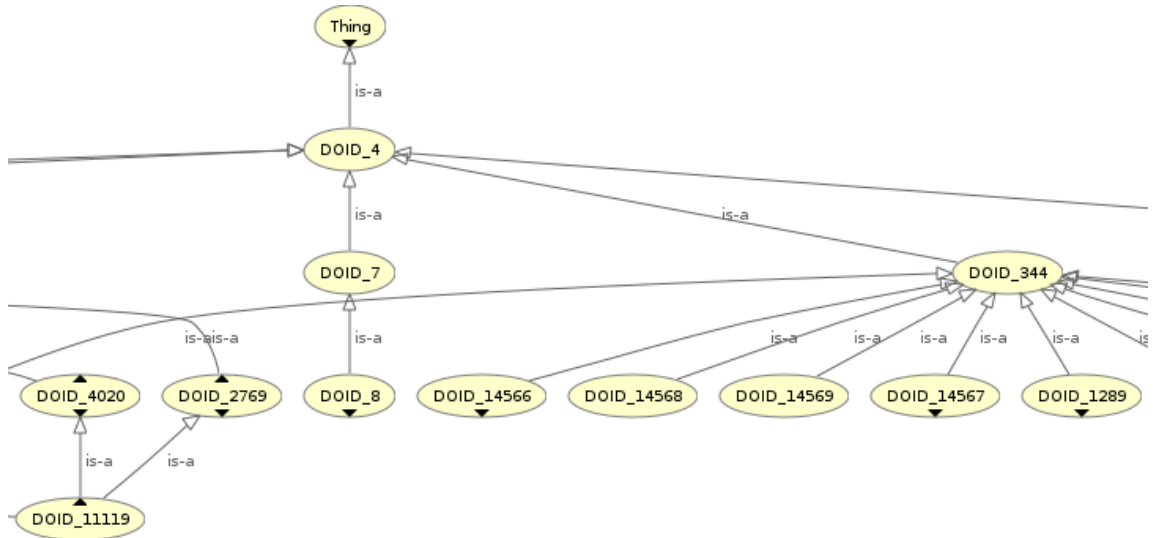 Thing
is-a
DOID_4
is-a
is-a
DOID_7
DOID_344
is-a
is-a
is-a
is-a
is-a
is-a
is-a
DOID_4020
DOID_2769
DOID_8
DOID_14566
DOID_14568
DOID_14569
DOID_14567
DOID_1289
is-a
is-a
DOID_11119